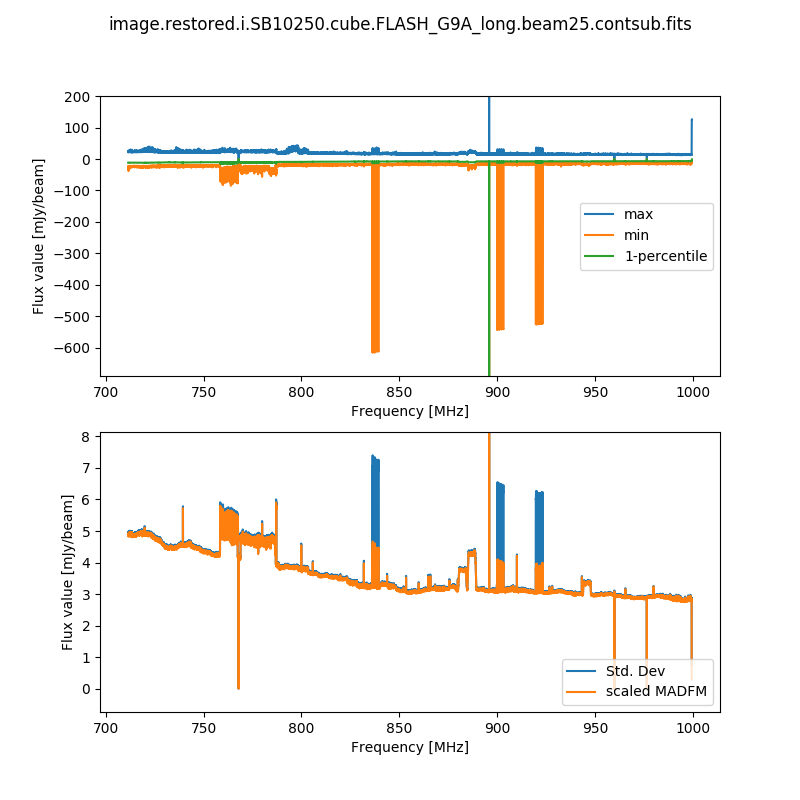 image.restored.i.SB10250.cube.FLASH_G9A_long.beam25.contsub.fits
200
100
0
−100
−200
−300
−400
−500
−600
Flux value [mJy/beam]
max
min
1-percentile
700 750 800 850 900 950 1000
Frequency [MHz]
8
7
6
5
4
3
2
1
0
Flux value [mJy/beam]
Std. Dev
scaled MADFM
700 750 800 850 900 950 1000
Frequency [MHz]